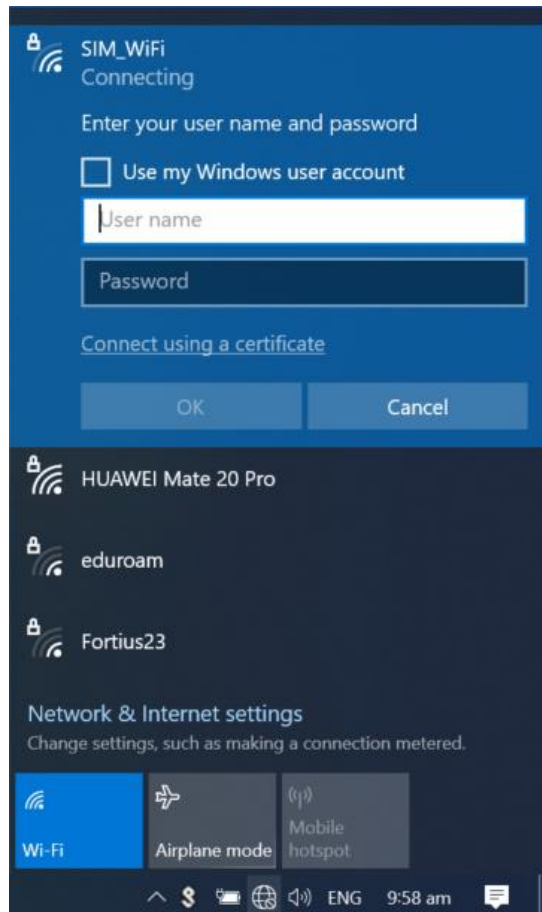 SIM_WiFi
Connecting
Enter your user name and password
Use my Windows user account
User name
Password
Connect using a certificate
OK
Cancel
HUAWEI Mate 20 Pro
eduroam
Fortius23
Network & Internet settings
Change settings, such as making a connection metered.
Wi-Fi
Airplane mode
Mobile
hotspot
ENG
9:58 am